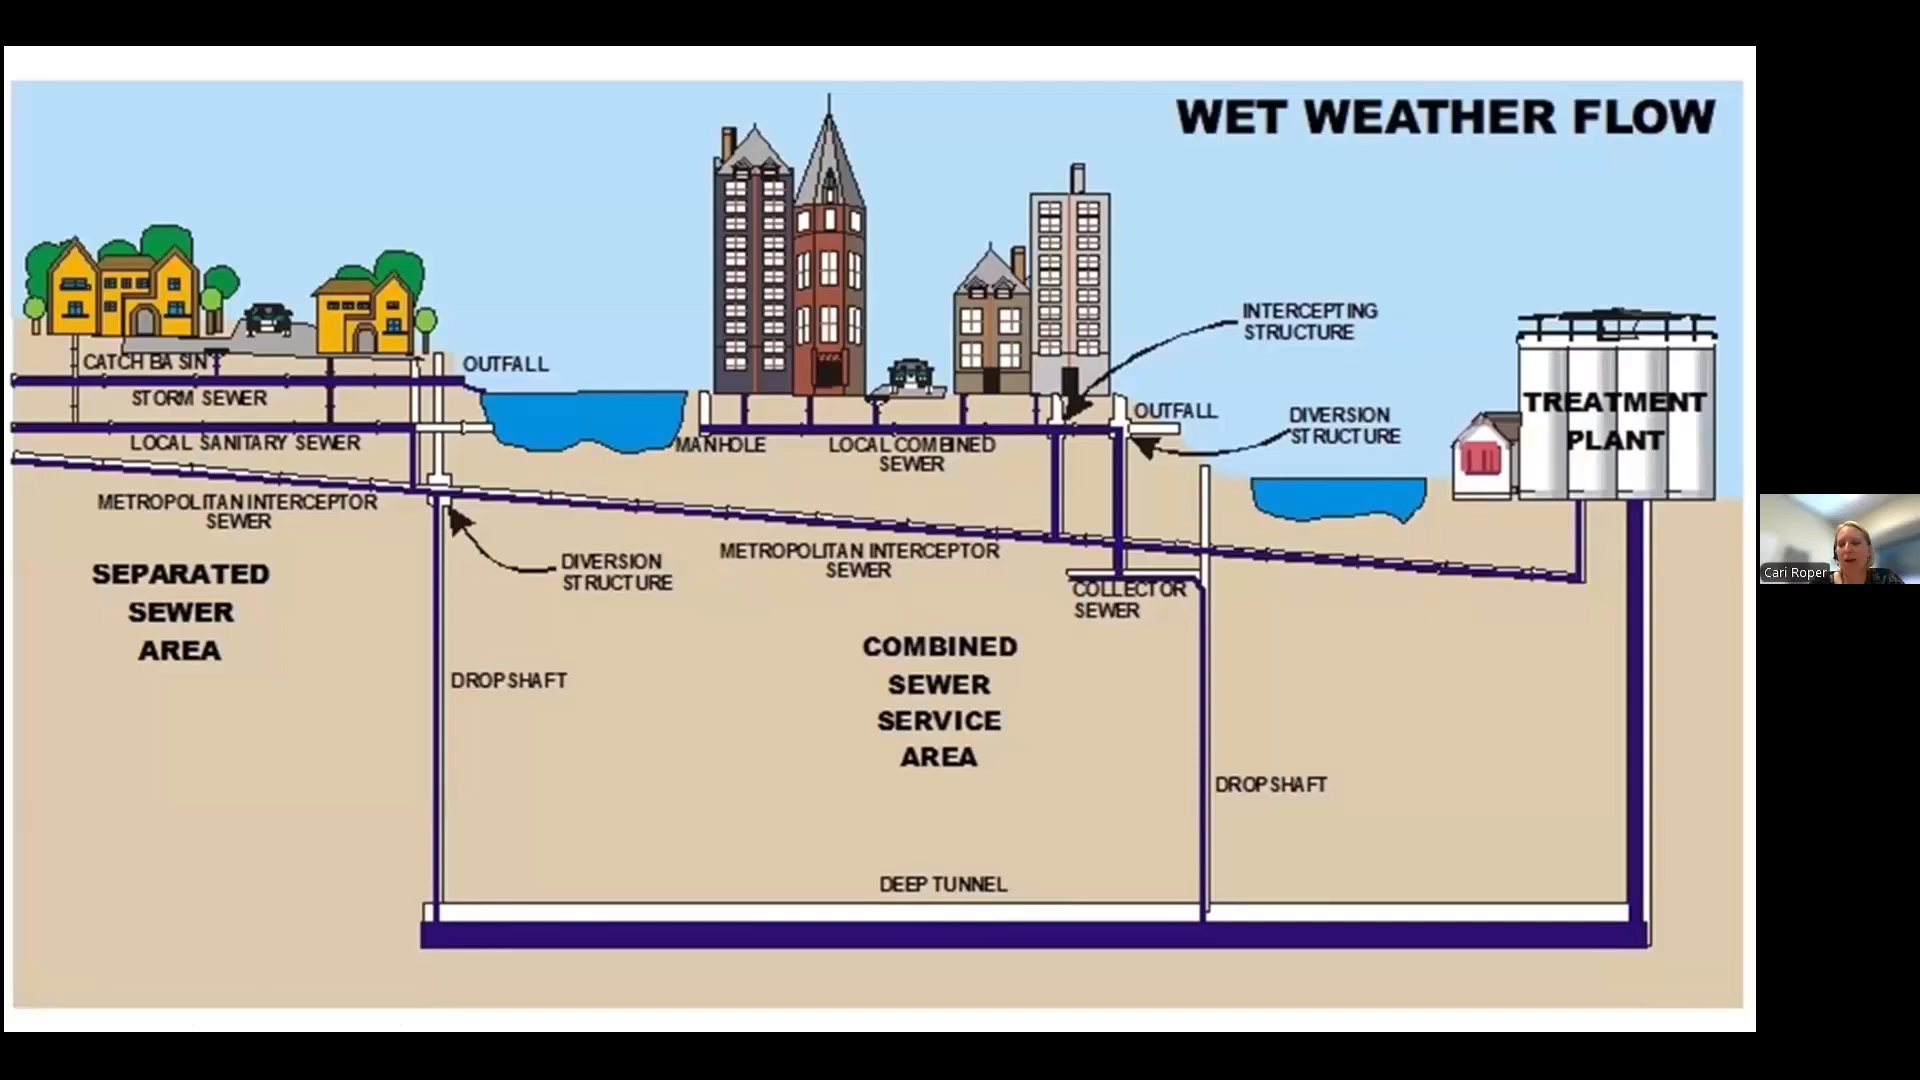 WET WEATHER FLOW
INTERCEPTING
STRUCTURE
CATCH BASIN
OUTFALL
STORM SEWER
LOCAL SANITARY SEWER
MANHOLE
LOCAL COMBINED
SEWER
OUTFALL
DIVERSION
STRUCTURE
TREATMENT
PLANT
METROPOLITAN INTERCEPTOR
SEWER
DIVERSION
STRUCTURE
METROPOLITAN INTERCEPTOR
SEWER
COLLECTOR
SEWER
SEPARATED
SEWER
AREA
COMBINED
SEWER
SERVICE
AREA
DROPSHAFT
DROPSHAFT
DEEP TUNNEL
Cari Roper